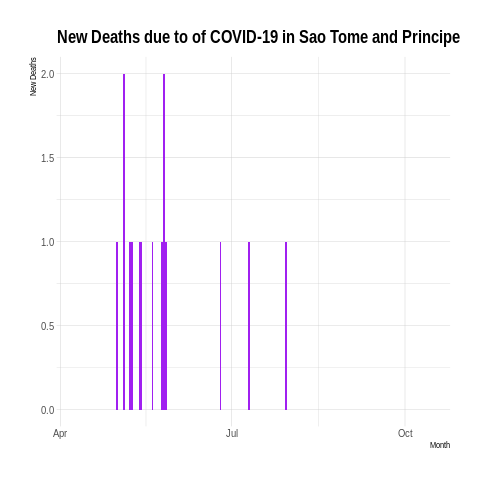 New Deaths due to of COVID-19 in Sao Tome and Principe
New Deaths
2.0
1.5
1.0
0.5
0.0
Apr Jul Oct
Month